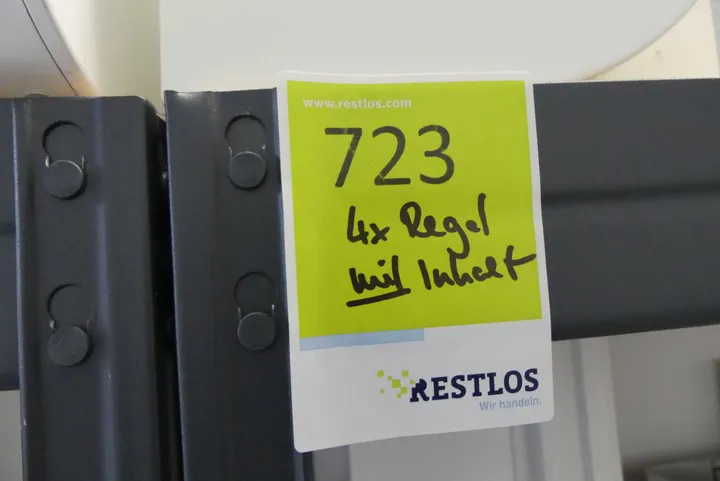 www.restlos.com
723
4x Regal
mit Inhalt
RESTLOS
Wir handeln.